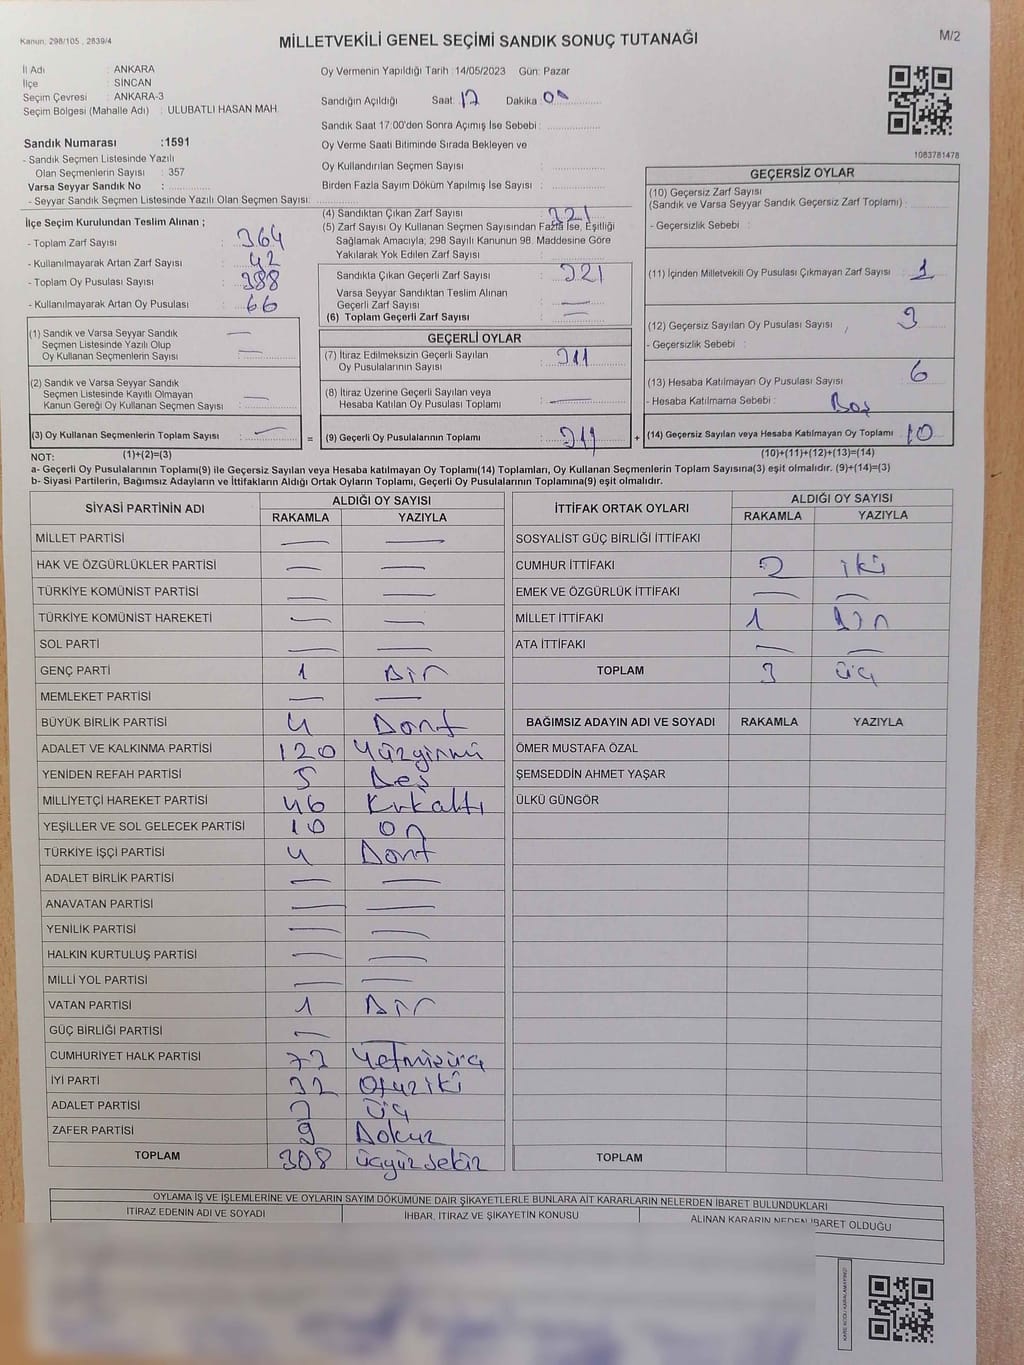 Kanun: 298/105 , 2839/4
MİLLETVEKİLİ GENEL SEÇİMİ SANDIK SONUÇ TUTANAĞI
M/2
İl Adı : ANKARA
İlçe : SİNCAN
Seçim Çevresi : ANKARA-3
Seçim Bölgesi (Mahalle Adı) : ULUBATLI HASAN MAH.
Sandık Numarası :1591
- Sandık Seçmen Listesinde Yazılı
Olan Seçmenlerin Sayısı : 357
Varsa Seyyar Sandık No :
- Seyyar Sandık Seçmen Listesinde Yazılı Olan Seçmen Sayısı:
Oy Vermenin Yapıldığı Tarih :14/05/2023 Gün: Pazar
Sandığın Açıldığı Saat: 17 Dakika: 00
Sandık Saat 17:00'den Sonra Açımış İse Sebebi :
Oy Verme Saati Bitiminde Sırada Bekleyen ve
Oy Kullandırılan Seçmen Sayısı :
Birden Fazla Sayım Döküm Yapılmış İse Sayısı :
1083781478
İlçe Seçim Kurulundan Teslim Alınan ;
- Toplam Zarf Sayısı : 364
- Kullanılmayarak Artan Zarf Sayısı : 42
- Toplam Oy Pusulası Sayısı : 388
- Kullanılmayarak Artan Oy Pusulası : 66
(1) Sandık ve Varsa Seyyar Sandık
Seçmen Listesinde Yazılı Olup
Oy Kullanan Seçmenlerin Sayısı : —
(2) Sandık ve Varsa Seyyar Sandık
Seçmen Listesinde Kayıtlı Olmayan
Kanun Gereği Oy Kullanan Seçmen Sayısı : —
(3) Oy Kullanan Seçmenlerin Toplam Sayısı : —
(4) Sandıktan Çıkan Zarf Sayısı : 321
(5) Zarf Sayısı Oy Kullanan Seçmen Sayısından Fazla İse, Eşitliği
Sağlamak Amacıyla, 298 Sayılı Kanunun 98. Maddesine Göre
Yakılarak Yok Edilen Zarf Sayısı :
Sandıkta Çıkan Geçerli Zarf Sayısı : 321
Varsa Seyyar Sandıktan Teslim Alınan
Geçerli Zarf Sayısı : —
(6) Toplam Geçerli Zarf Sayısı : —
GEÇERLİ OYLAR
(7) İtiraz Edilmeksizin Geçerli Sayılan
Oy Pusulalarının Sayısı : 311
(8) İtiraz Üzerine Geçerli Sayılan veya
Hesaba Katılan Oy Pusulası Toplamı : —
= (9) Geçerli Oy Pusulalarının Toplamı : 311
GEÇERSİZ OYLAR
(10) Geçersiz Zarf Sayısı
(Sandık ve Varsa Seyyar Sandık Geçersiz Zarf Toplamı) :
- Geçersizlik Sebebi :
(11) İçinden Milletvekili Oy Pusulası Çıkmayan Zarf Sayısı : 1
(12) Geçersiz Sayılan Oy Pusulası Sayısı : 3
- Geçersizlik Sebebi :
(13) Hesaba Katılmayan Oy Pusulası Sayısı : 6
- Hesaba Katılmama Sebebi : Boş
+ (14) Geçersiz Sayılan veya Hesaba Katılmayan Oy Toplamı : 10
NOT: (1)+(2)=(3)
(10)+(11)+(12)+(13)=(14)
a- Geçerli Oy Pusulalarının Toplamı(9) ile Geçersiz Sayılan veya Hesaba katılmayan Oy Toplamı(14) Toplamları, Oy Kullanan Seçmenlerin Toplam Sayısına(3) eşit olmalıdır. (9)+(14)=(3)
b- Siyasi Partilerin, Bağımsız Adayların ve İttifakların Aldığı Ortak Oyların Toplamı, Geçerli Oy Pusulalarının Toplamına(9) eşit olmalıdır.
SİYASİ PARTİNİN ADI ALDIĞI OY SAYISI
RAKAMLA YAZIYLA
MİLLET PARTİSİ — —
HAK VE ÖZGÜRLÜKLER PARTİSİ — —
TÜRKİYE KOMÜNİST PARTİSİ — —
TÜRKİYE KOMÜNİST HAREKETİ — —
SOL PARTİ — —
GENÇ PARTİ 1 Bir
MEMLEKET PARTİSİ — —
BÜYÜK BİRLİK PARTİSİ 4 Dört
ADALET VE KALKINMA PARTİSİ 120 Yüzyirmi
YENİDEN REFAH PARTİSİ 5 Beş
MİLLİYETÇİ HAREKET PARTİSİ 46 Kırkaltı
YEŞİLLER VE SOL GELECEK PARTİSİ 10 on
TÜRKİYE İŞÇİ PARTİSİ 4 Dört
ADALET BİRLİK PARTİSİ — —
ANAVATAN PARTİSİ — —
YENİLİK PARTİSİ — —
HALKIN KURTULUŞ PARTİSİ — —
MİLLİ YOL PARTİSİ — —
VATAN PARTİSİ 1 Bir
GÜÇ BİRLİĞİ PARTİSİ — —
CUMHURİYET HALK PARTİSİ 73 Yetmişüç
İYİ PARTİ 32 Otuziki
ADALET PARTİSİ 3 üç
ZAFER PARTİSİ 9 Dokuz
TOPLAM 308 üçyüzsekiz
İTTİFAK ORTAK OYLARI ALDIĞI OY SAYISI
RAKAMLA YAZIYLA
SOSYALİST GÜÇ BİRLİĞİ İTTİFAKI
CUMHUR İTTİFAKI 2 iki
EMEK VE ÖZGÜRLÜK İTTİFAKI — —
MİLLET İTTİFAKI 1 Bir
ATA İTTİFAKI — —
TOPLAM 3 üç
BAĞIMSIZ ADAYIN ADI VE SOYADI RAKAMLA YAZIYLA
ÖMER MUSTAFA ÖZAL
ŞEMSEDDİN AHMET YAŞAR
ÜLKÜ GÜNGÖR
TOPLAM
OYLAMA İŞ VE İŞLEMLERİNE VE OYLARIN SAYIM DÖKÜMÜNE DAİR ŞİKAYETLERLE BUNLARA AİT KARARLARIN NELERDEN İBARET BULUNDUKLARI
İTİRAZ EDENİN ADI VE SOYADI İHBAR, İTİRAZ VE ŞİKAYETİN KONUSU ALINAN KARARIN NEDEN İBARET OLDUĞU